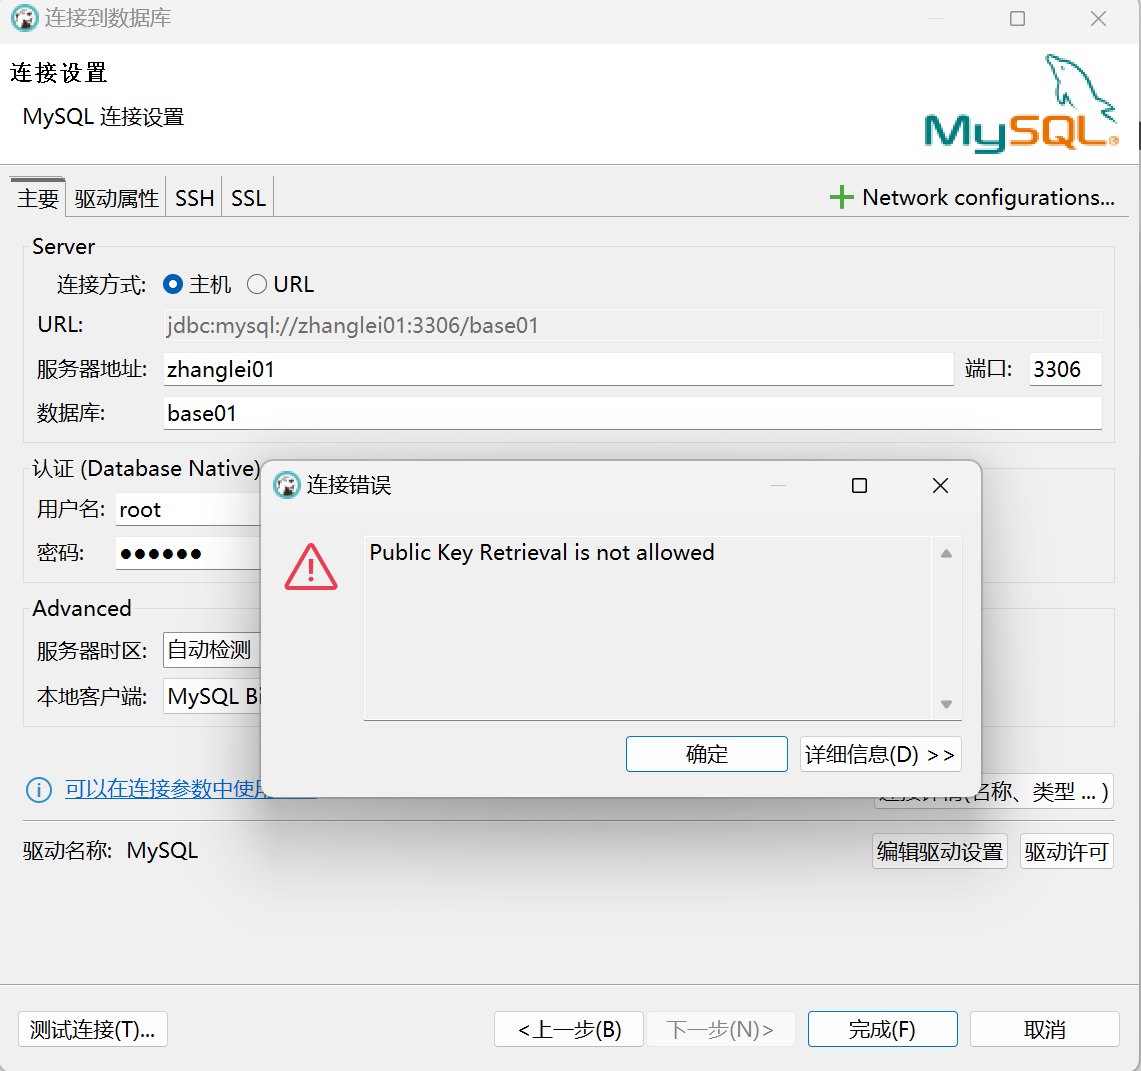 连接到数据库
连接设置
MySQL 连接设置
MySQL®
主要 驱动属性 SSH SSL
Network configurations...
Server
连接方式: 主机 URL
URL: jdbc:mysql://zhanglei01:3306/base01
服务器地址: zhanglei01 端口: 3306
数据库: base01
认证 (Database Native)
用户名: root
密码: ●●●●●●
Advanced
服务器时区: 自动检测
本地客户端: MySQL Bi
连接错误
Public Key Retrieval is not allowed
确定 详细信息(D) >>
可以在连接参数中使用
连接详情(名称、类型 ... )
驱动名称: MySQL
编辑驱动设置 驱动许可
测试连接(T)... <上一步(B) 下一步(N)> 完成(F) 取消